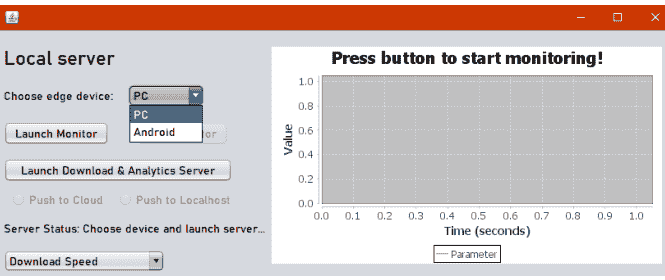 Local server
Choose edge device:
PC
PC
Android
Launch Monitor
Launch Download & Analytics Server
Push to Cloud
Push to Localhost
Server Status: Choose device and launch server...
Download Speed
Press button to start monitoring!
Value
1.0
0.8
0.6
0.4
0.2
0.0
0.0 0.1 0.2 0.3 0.4 0.5 0.6 0.7 0.8 0.9 1.0
Time (seconds)
Parameter